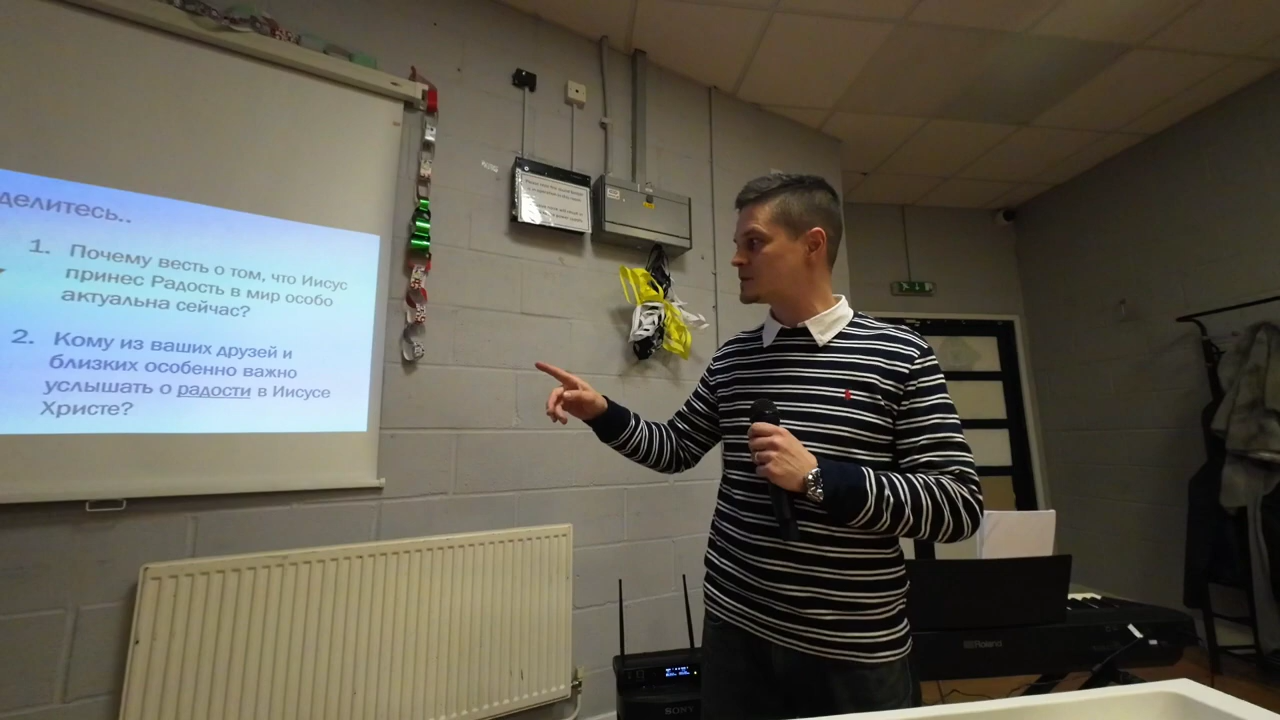 делитесь..
1. Почему весть о том, что Иисус
принес Радость в мир особо
актуальна сейчас?
2. Кому из ваших друзей и
близких особенно важно
услышать о радости в Иисусе
Христе?
Roland
SONY